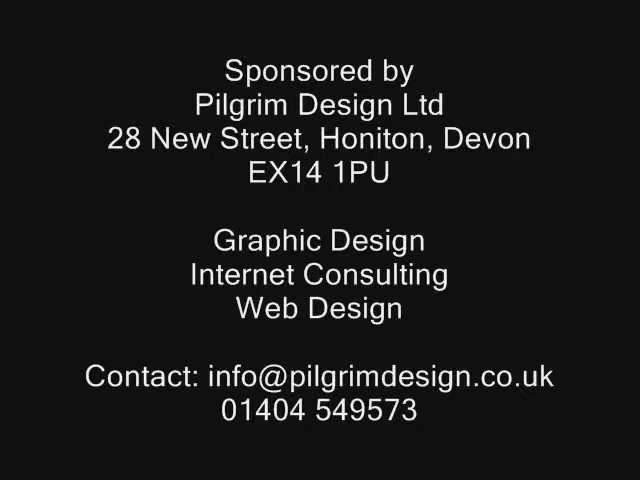 Sponsored by
Pilgrim Design Ltd
28 New Street, Honiton, Devon
EX14 1PU
Graphic Design
Internet Consulting
Web Design
Contact: info@pilgrimdesign.co.uk
01404 549573